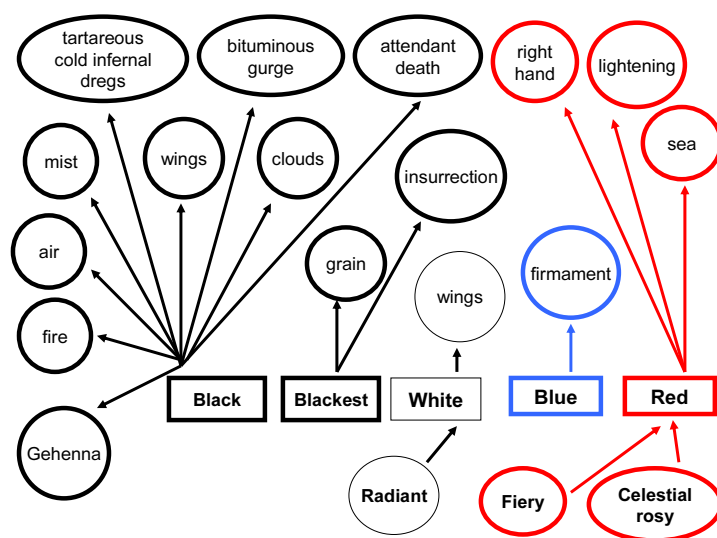 tartareous
cold infernal
dregs
bituminous
gurge
attendant
death
right
hand
lightening
mist
wings
clouds
insurrection
sea
air
grain
firmament
wings
fire
Black
Blackest
White
Blue
Red
Gehenna
Radiant
Fiery
Celestial
rosy